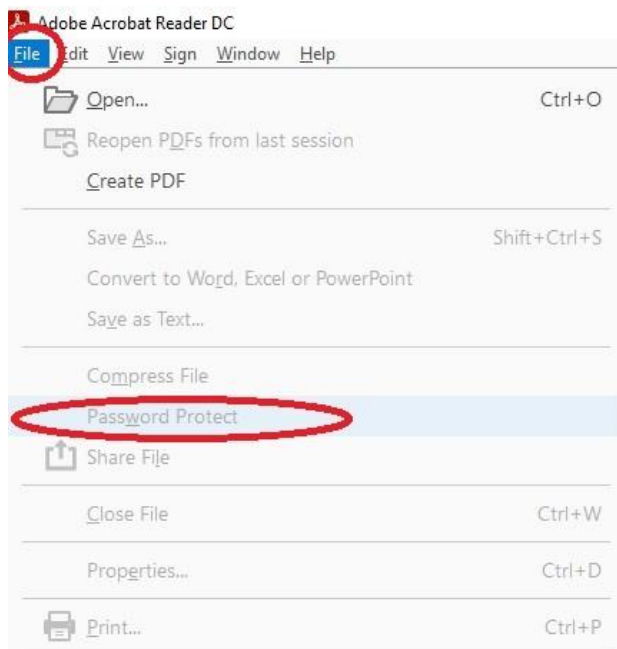 Adobe Acrobat Reader DC
File Edit View Sign Window Help
Open... Ctrl+O
Reopen PDFs from last session
Create PDF
Save As... Shift+Ctrl+S
Convert to Word, Excel or PowerPoint
Save as Text...
Compress File
Password Protect
Share File
Close File Ctrl+W
Properties... Ctrl+D
Print... Ctrl+P